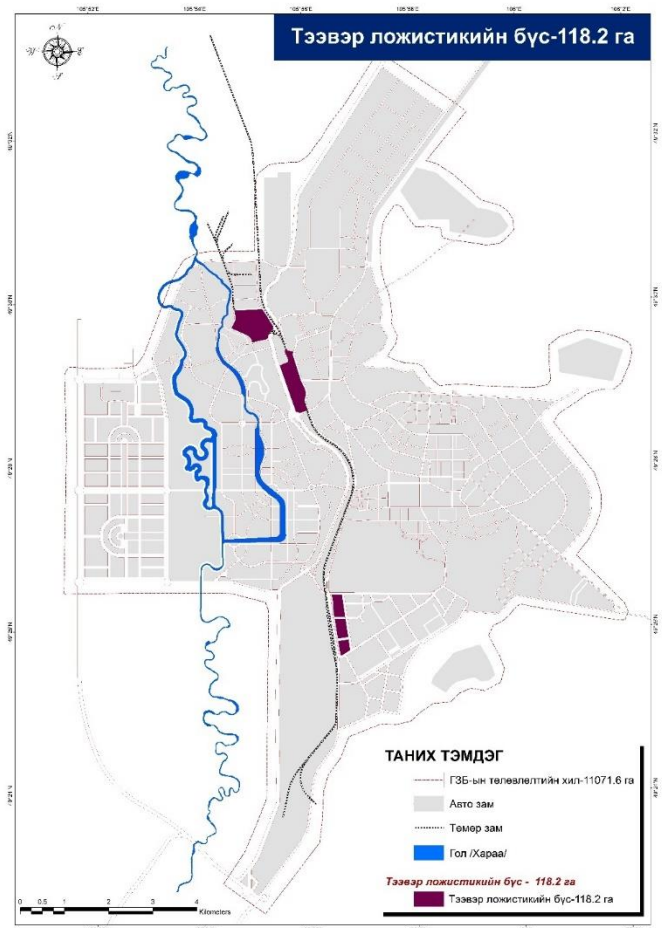 Тээвэр ложистикийн бүс-118.2 га
N
S
ТАНИХ ТЭМДЭГ
ГЗБ-ын төлөвлөлтийн хил-11071.6 га
Авто зам
Төмөр зам
Гол /Хараа/
Тээвэр ложистикийн бүс - 118.2 га
Тээвэр ложистикийн бүс-118.2 га
0 0.5 1 2 3 4
Kilometers